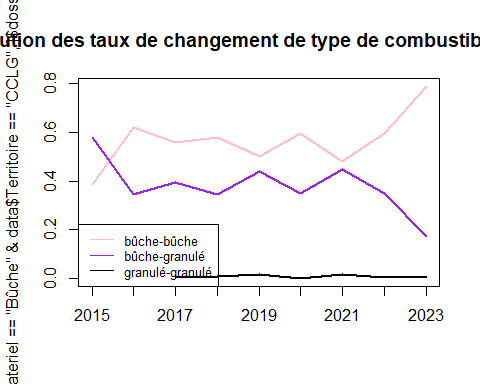 ution des taux de changement de type de combustib
ateriel == "Bûche" & data$Territoire == "CCLG",]$doss
0.8
0.6
0.4
0.2
0.0
bûche-bûche
bûche-granulé
granulé-granulé
2015 2017 2019 2021 2023